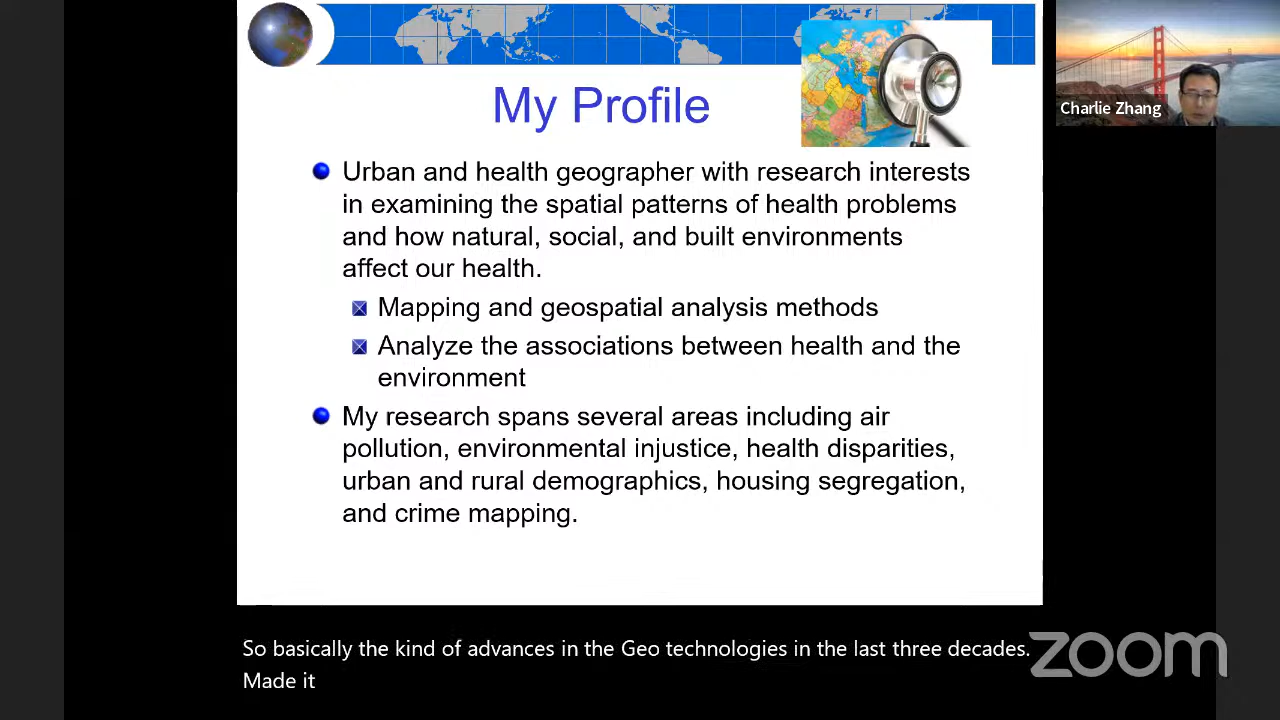 My Profile
Urban and health geographer with research interests
in examining the spatial patterns of health problems
and how natural, social, and built environments
affect our health.
Mapping and geospatial analysis methods
Analyze the associations between health and the
environment
My research spans several areas including air
pollution, environmental injustice, health disparities,
urban and rural demographics, housing segregation,
and crime mapping.
Charlie Zhang
So basically the kind of advances in the Geo technologies in the last three decades.
Made it
zoom